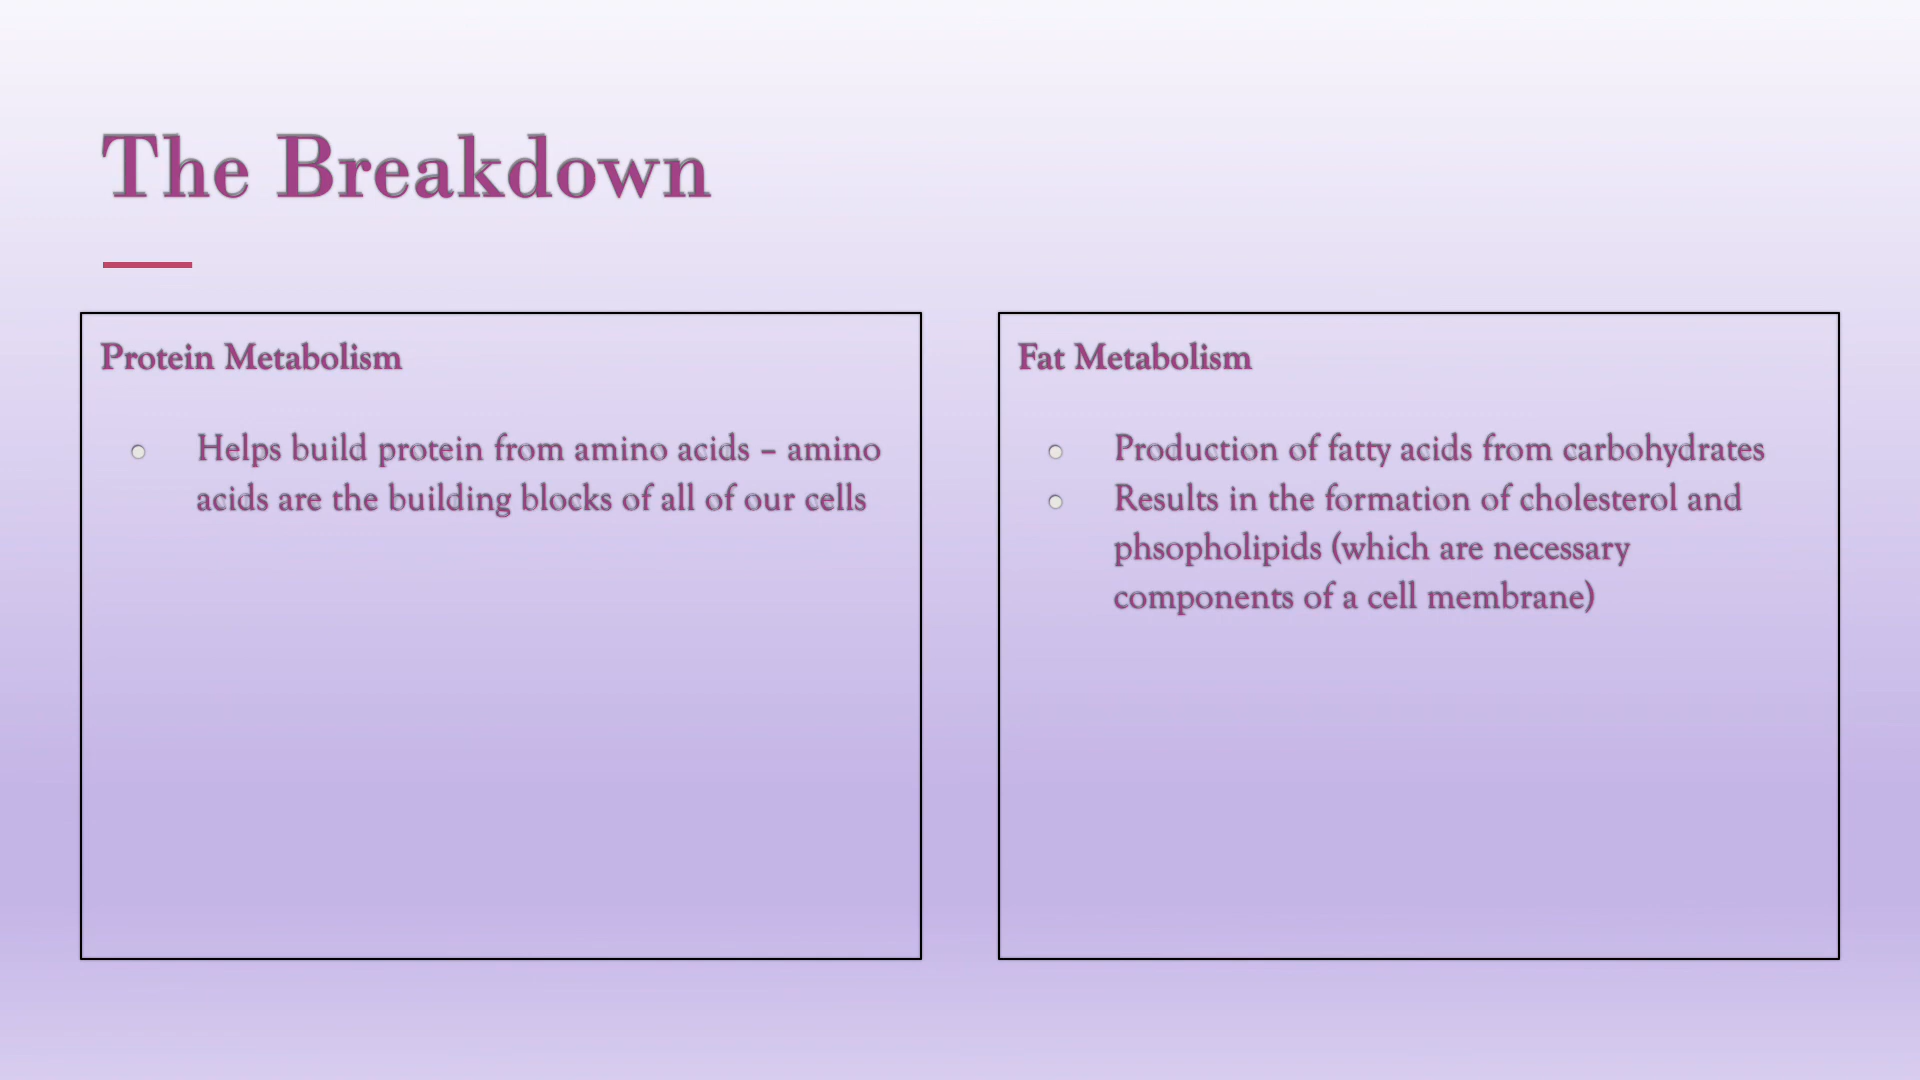 The Breakdown
Protein Metabolism
Helps build protein from amino acids – amino
acids are the building blocks of all of our cells
Fat Metabolism
Production of fatty acids from carbohydrates
Results in the formation of cholesterol and
phsopholipids (which are necessary
components of a cell membrane)